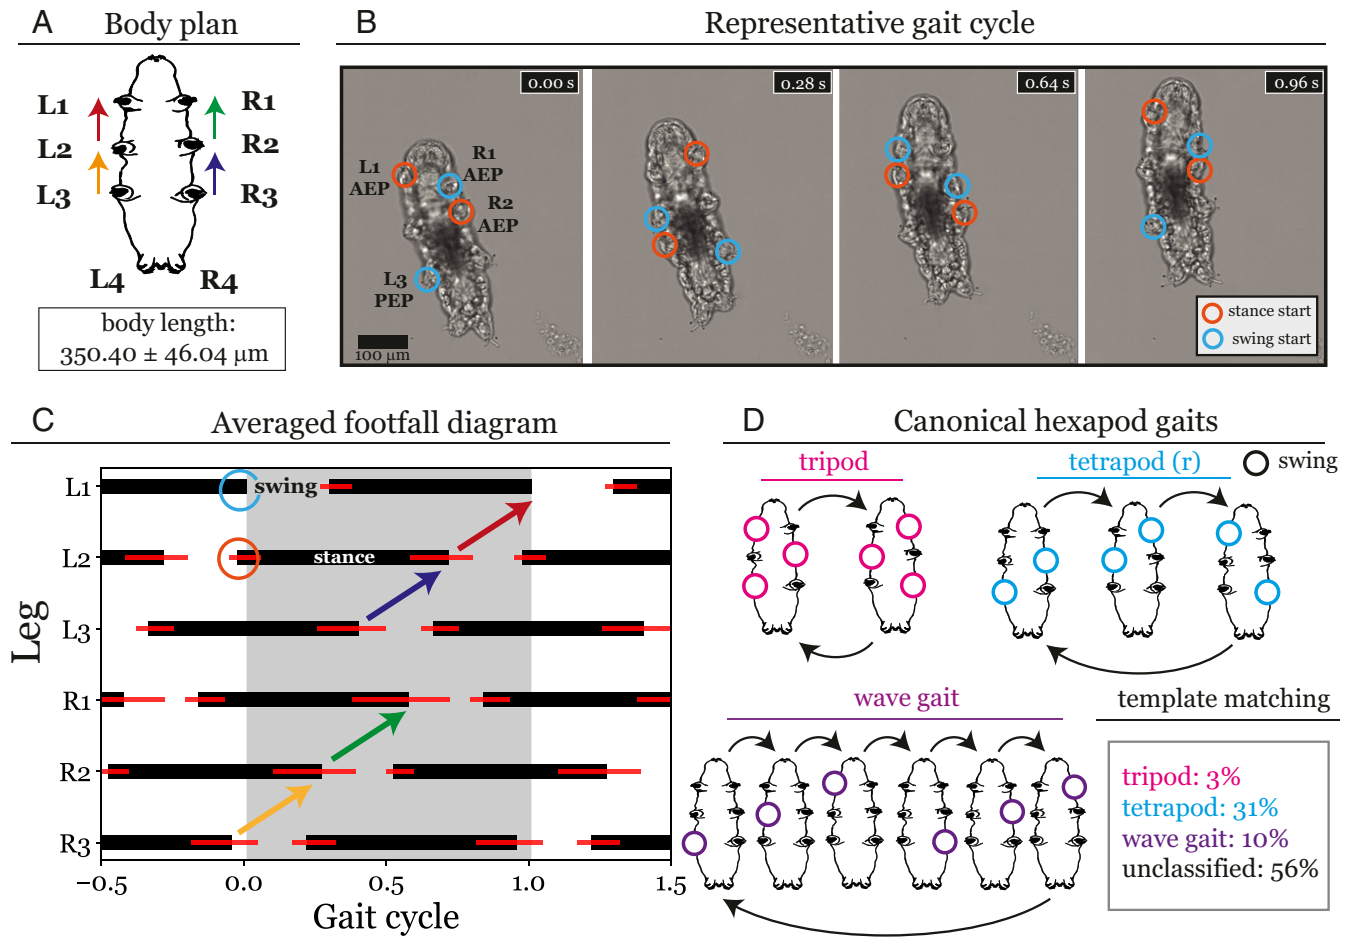 A
Body plan
L1
R1
L2
R2
L3
R3
L4
R4
body length:
350.40 ± 46.04 μm
B
Representative gait cycle
0.00 s
0.28 s
0.64 s
0.96 s
L1
AEP
R1
AEP
R2
AEP
L3
PEP
100 μm
stance start
swing start
C
Averaged footfall diagram
Leg
L1
swing
L2
stance
L3
R1
R2
R3
−0.5
0.0
0.5
1.0
1.5
Gait cycle
D
Canonical hexapod gaits
tripod
tetrapod (r)
swing
wave gait
template matching
tripod: 3%
tetrapod: 31%
wave gait: 10%
unclassified: 56%